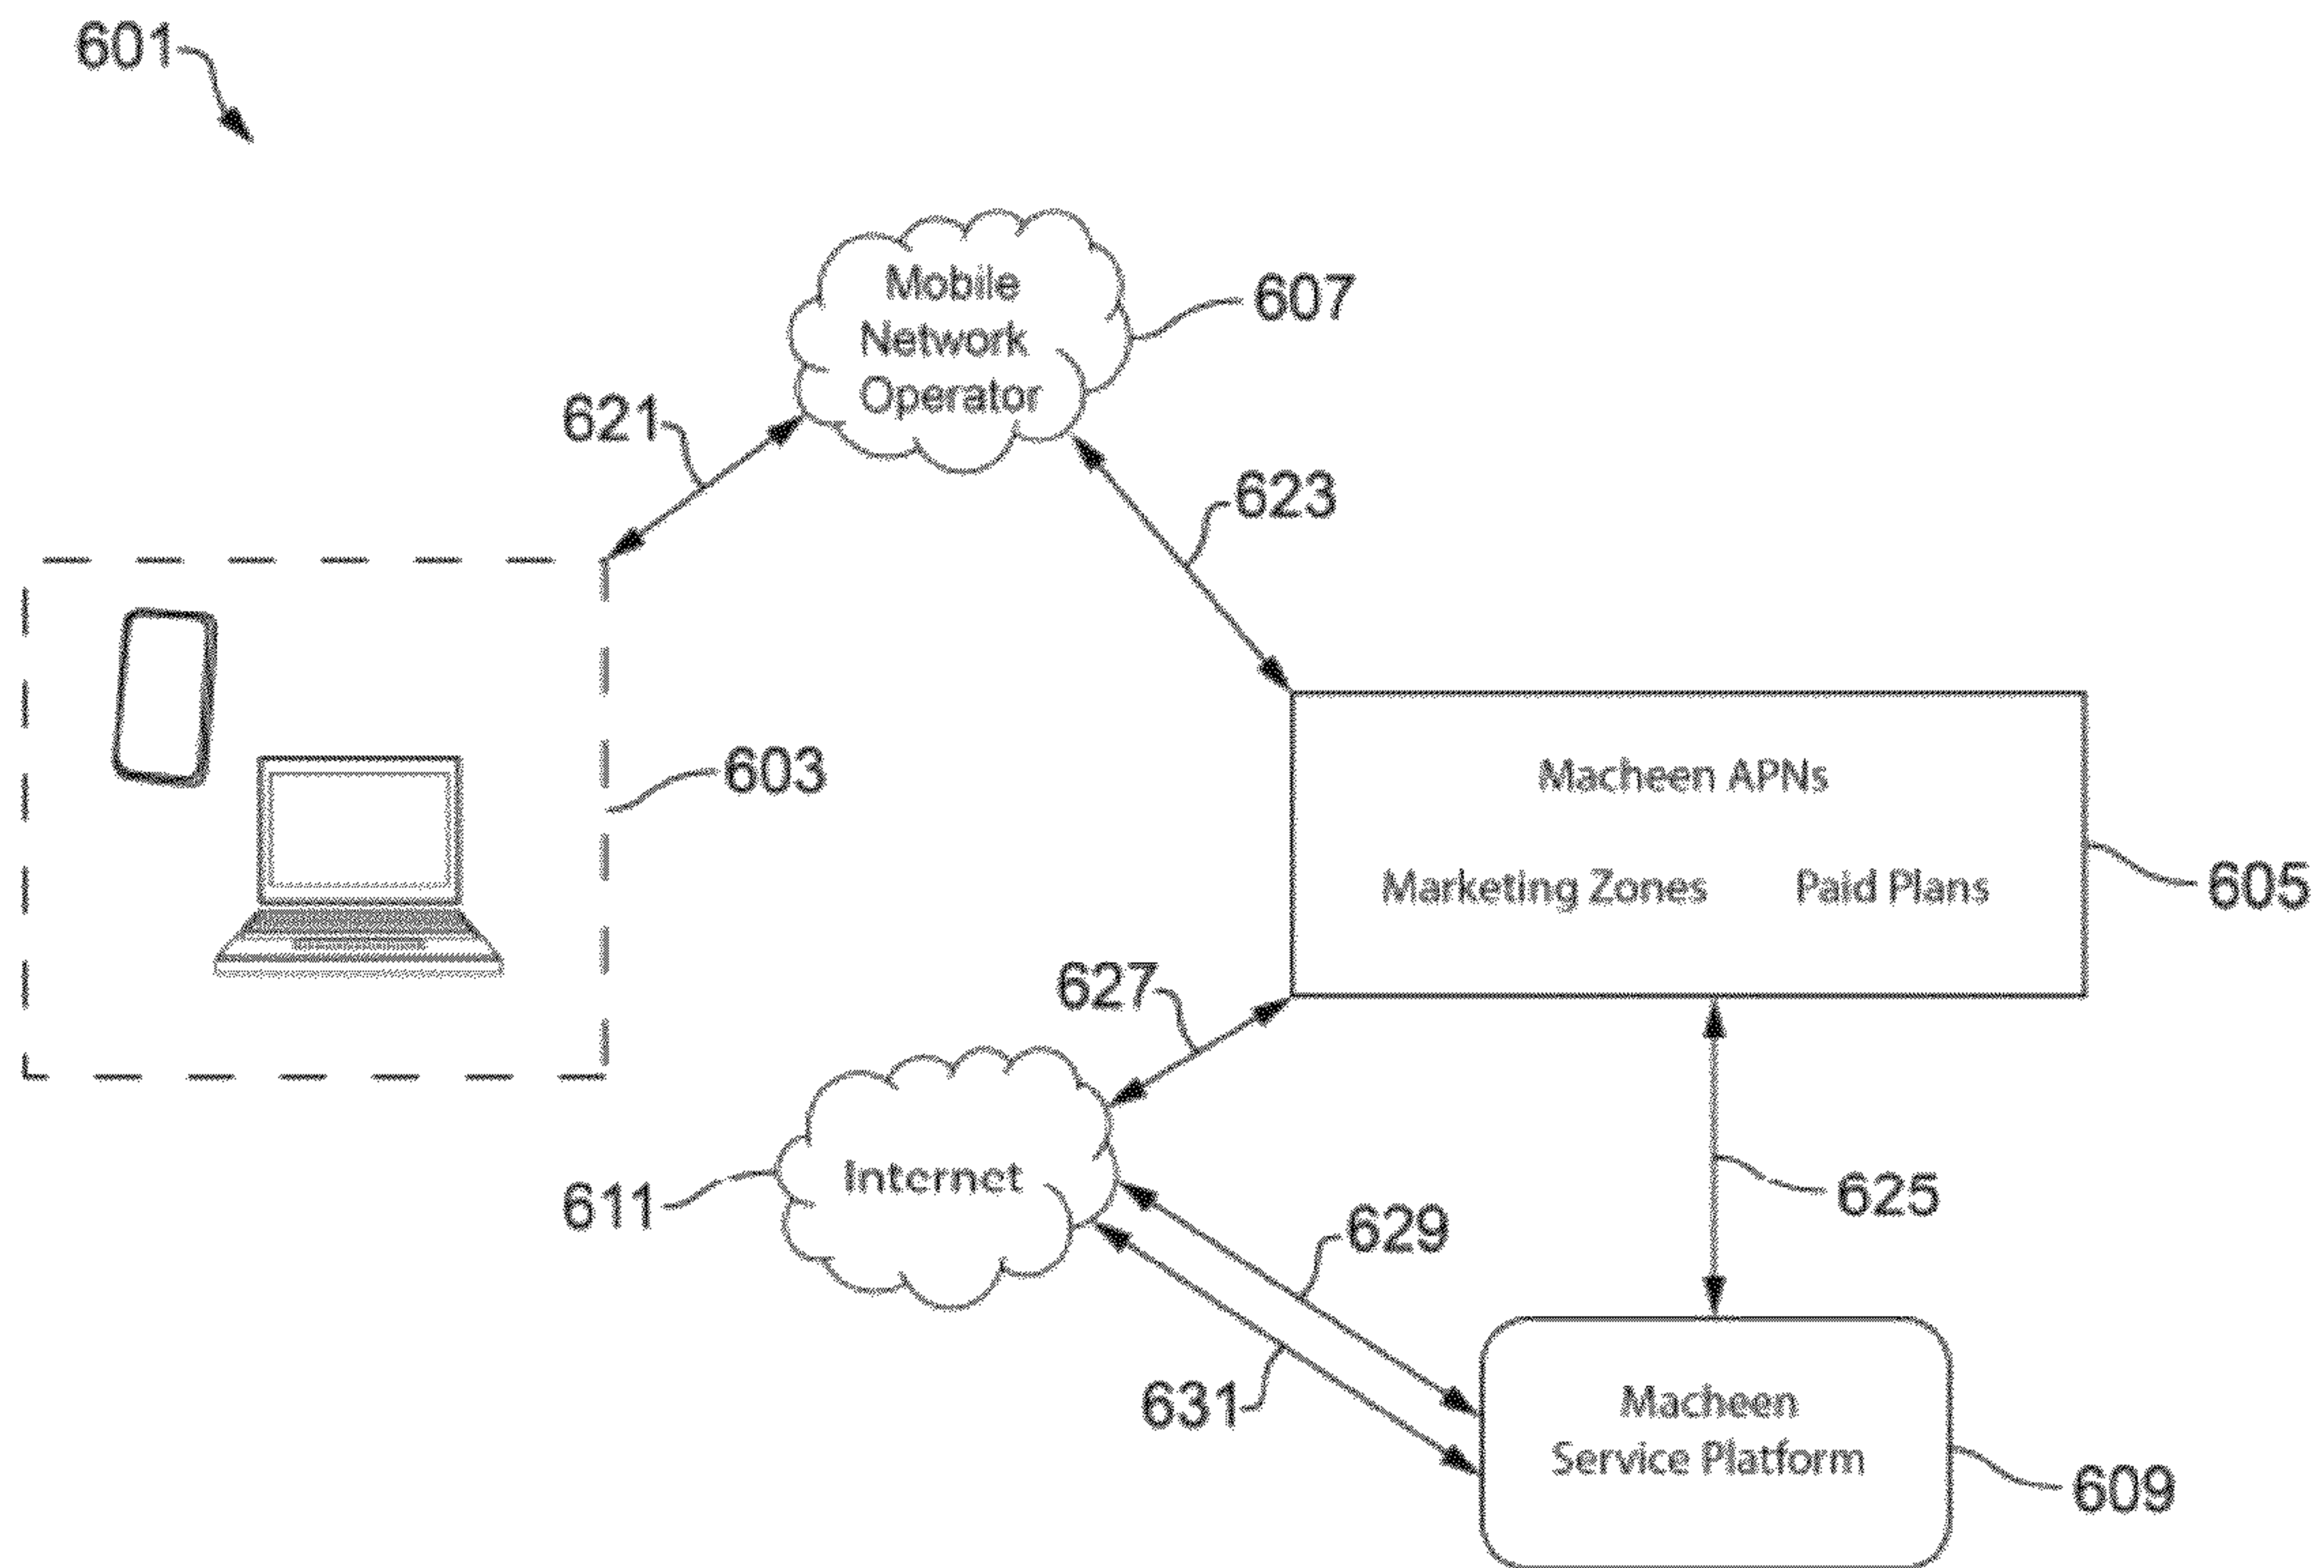 601
Mobile
Network
Operator
607
621
623
603
Macheen APNs
Marketing Zones Paid Plans
605
627
Internet
611
625
629
631
Macheen
Service Platform
609